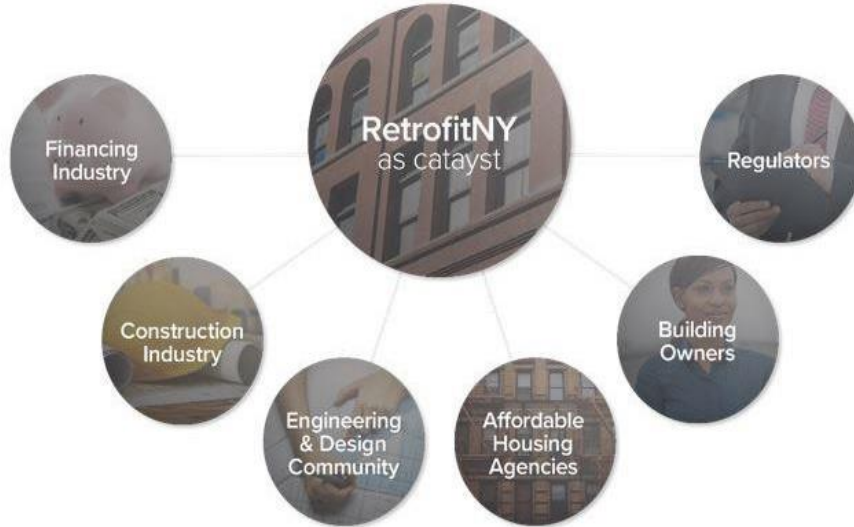 RetrofitNY
as catayst
Financing
Industry
Regulators
Construction
Industry
Building
Owners
Engineering
& Design
Community
Affordable
Housing
Agencies